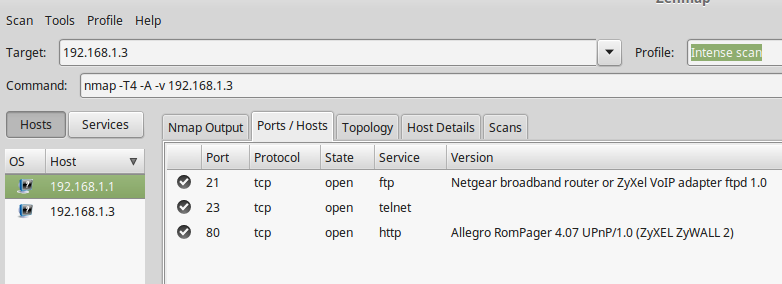 Zenmap
Scan Tools Profile Help
Target: 192.168.1.3 Profile: Intense scan
Command: nmap -T4 -A -v 192.168.1.3
Hosts Services Nmap Output Ports / Hosts Topology Host Details Scans
OS Host Port Protocol State Service Version
192.168.1.1 21 tcp open ftp Netgear broadband router or ZyXel VoIP adapter ftpd 1.0
192.168.1.3 23 tcp open telnet
80 tcp open http Allegro RomPager 4.07 UPnP/1.0 (ZyXEL ZyWALL 2)